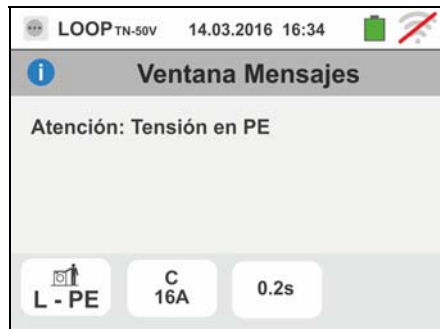 LOOP TN-50V 14.03.2016 16:34
Ventana Mensajes
Atención: Tensión en PE
L - PE
C
16A
0.2s